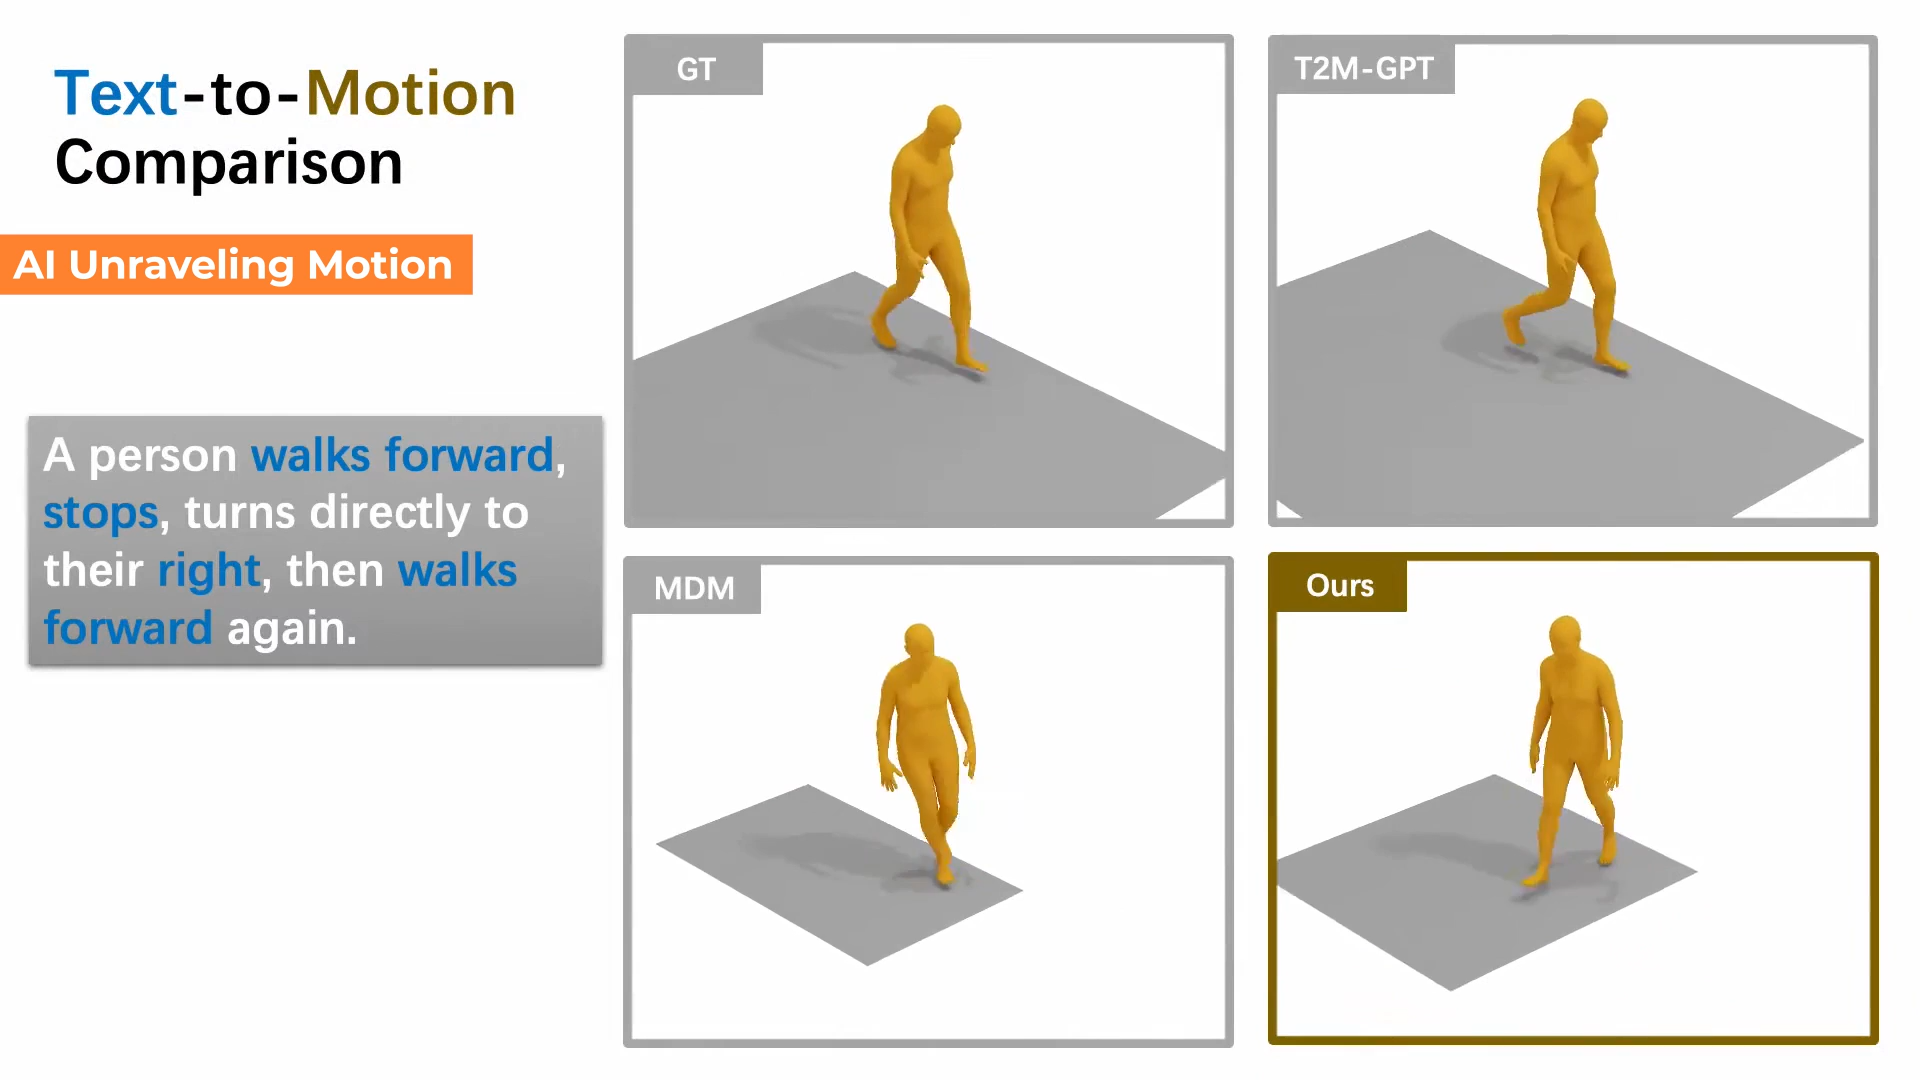 Text-to-Motion
Comparison
AI Unraveling Motion
A person walks forward,
stops, turns directly to
their right, then walks
forward again.
GT
T2M-GPT
MDM
Ours